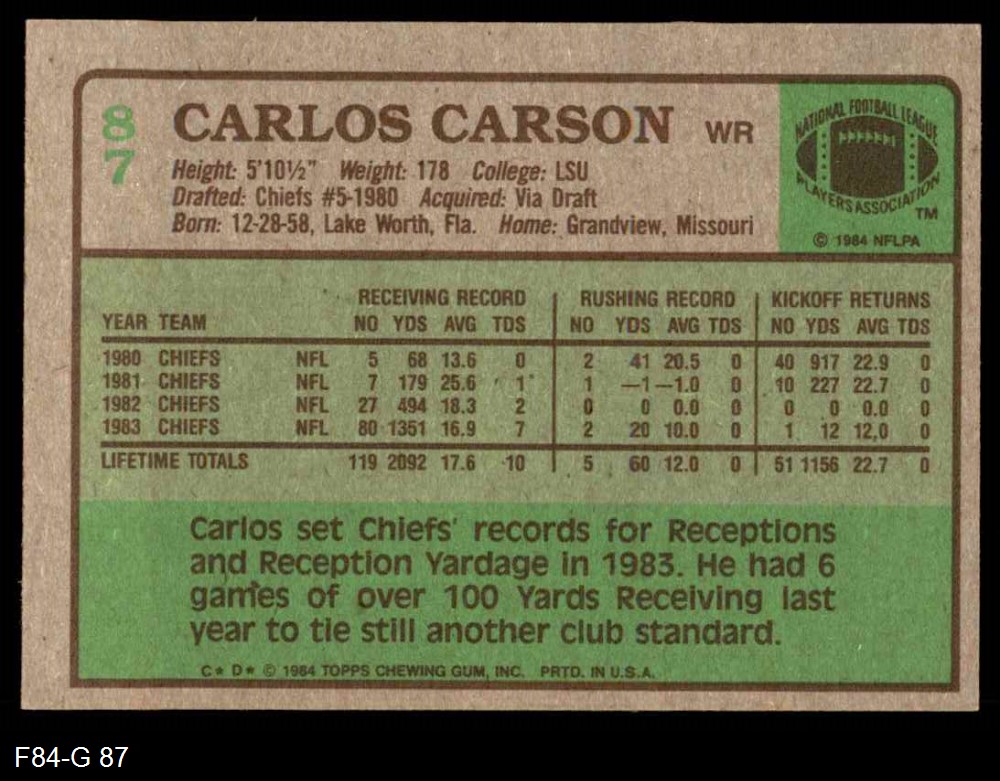 87
CARLOS CARSON WR
Height: 5'10½" Weight: 178 College: LSU
Drafted: Chiefs #5-1980 Acquired: Via Draft
Born: 12-28-58, Lake Worth, Fla. Home: Grandview, Missouri
NATIONAL FOOTBALL LEAGUE
PLAYERS ASSOCIATION
TM
© 1984 NFLPA
RECEIVING RECORD RUSHING RECORD KICKOFF RETURNS
YEAR TEAM NO YDS AVG TDS NO YDS AVG TDS NO YDS AVG TDS
1980 CHIEFS NFL 5 68 13.6 0 2 41 20.5 0 40 917 22.9 0
1981 CHIEFS NFL 7 179 25.6 1 1 —1 —1.0 0 10 227 22.7 0
1982 CHIEFS NFL 27 494 18.3 2 0 0 0.0 0 0 0 0.0 0
1983 CHIEFS NFL 80 1351 16.9 7 2 20 10.0 0 1 12 12.0 0
LIFETIME TOTALS 119 2092 17.6 10 5 60 12.0 0 51 1156 22.7 0
Carlos set Chiefs' records for Receptions
and Reception Yardage in 1983. He had 6
games of over 100 Yards Receiving last
year to tie still another club standard.
C* D* © 1984 TOPPS CHEWING GUM, INC. PRTD. IN U.S.A.
F84-G 87